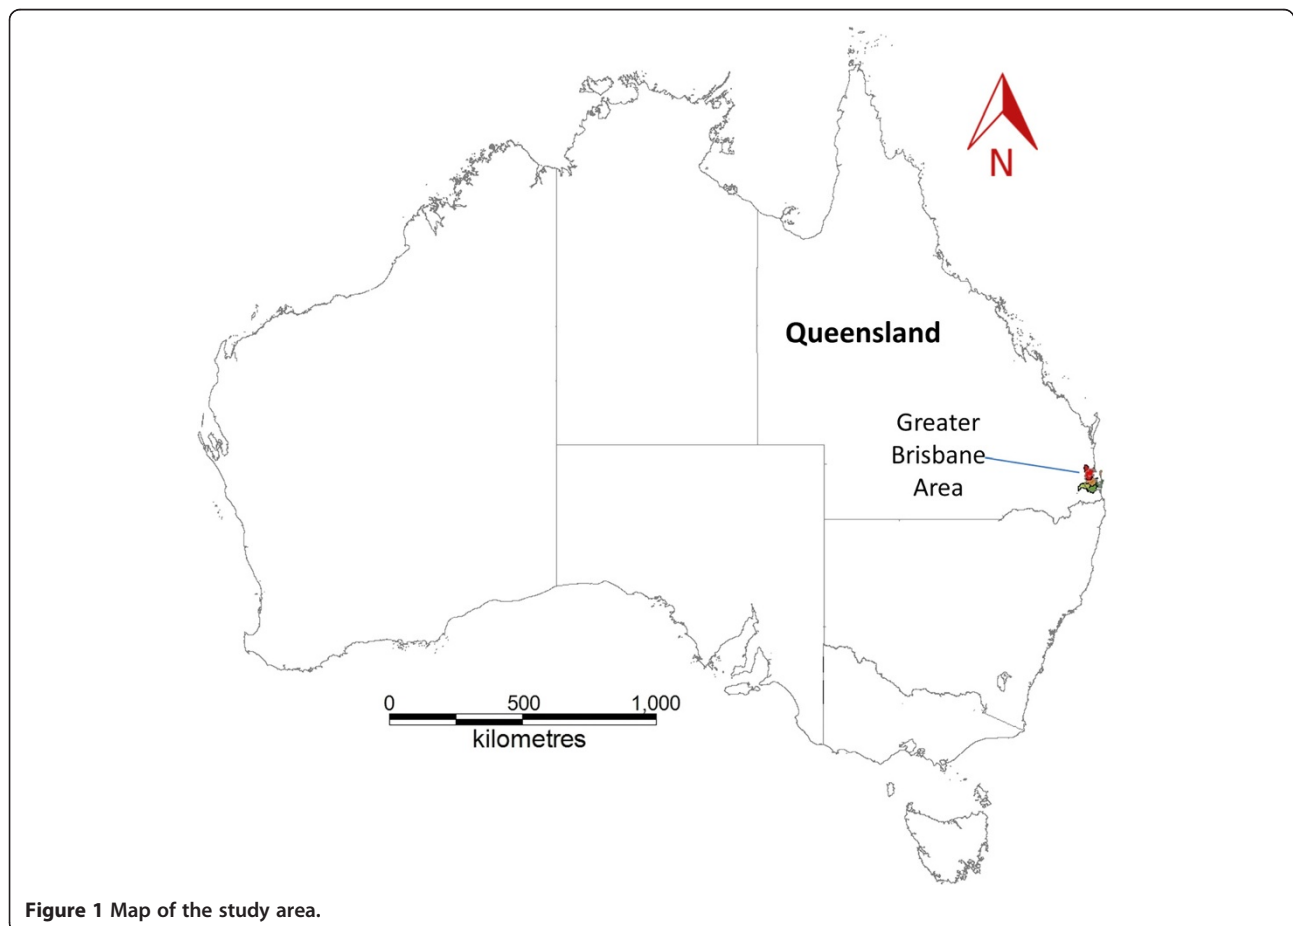 N
Queensland
Greater
Brisbane
Area
0 500 1,000
kilometres
Figure 1 Map of the study area.